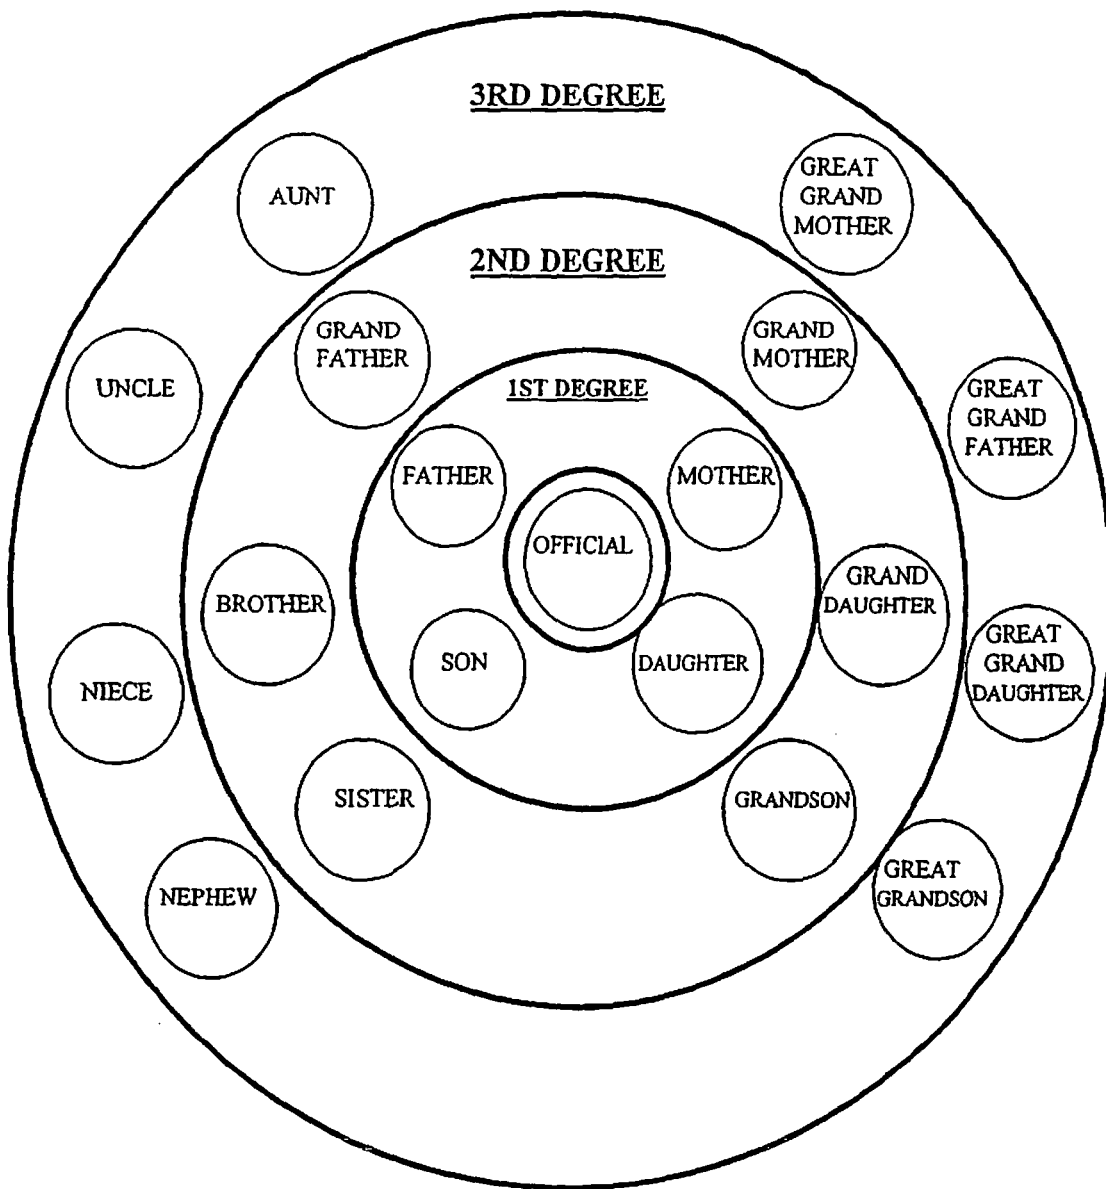 3RD DEGREE
AUNT
GREAT
GRAND
MOTHER
2ND DEGREE
GRAND
FATHER
GRAND
MOTHER
UNCLE
GREAT
GRAND
FATHER
1ST DEGREE
FATHER
MOTHER
OFFICIAL
BROTHER
GRAND
DAUGHTER
SON
DAUGHTER
NIECE
GREAT
GRAND
DAUGHTER
SISTER
GRANDSON
NEPHEW
GREAT
GRANDSON